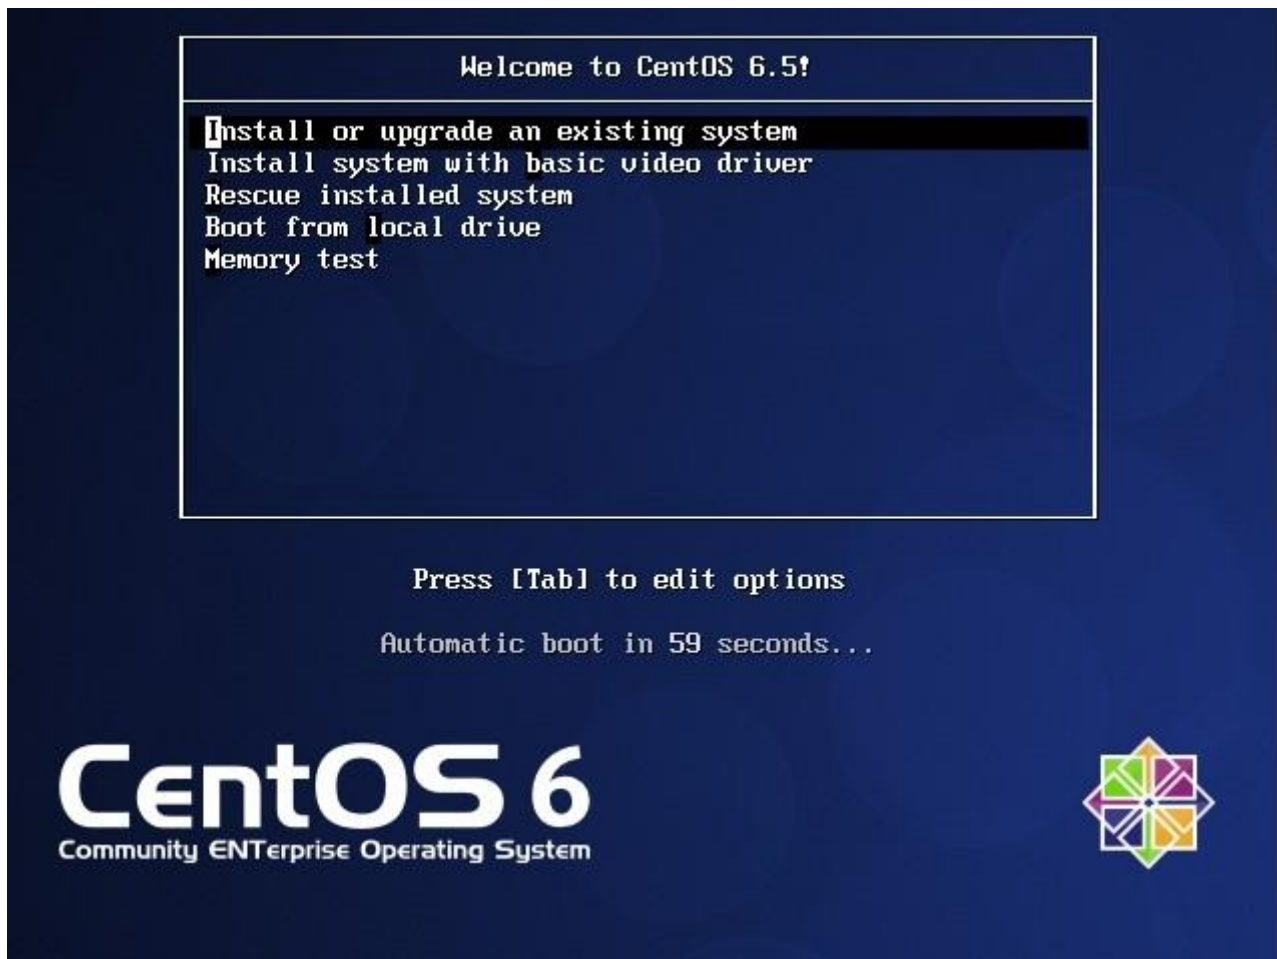 Welcome to CentOS 6.5!
Install or upgrade an existing system
Install system with basic video driver
Rescue installed system
Boot from local drive
Memory test
Press [Tab] to edit options
Automatic boot in 59 seconds...
CentOS 6
Community ENTerprise Operating System